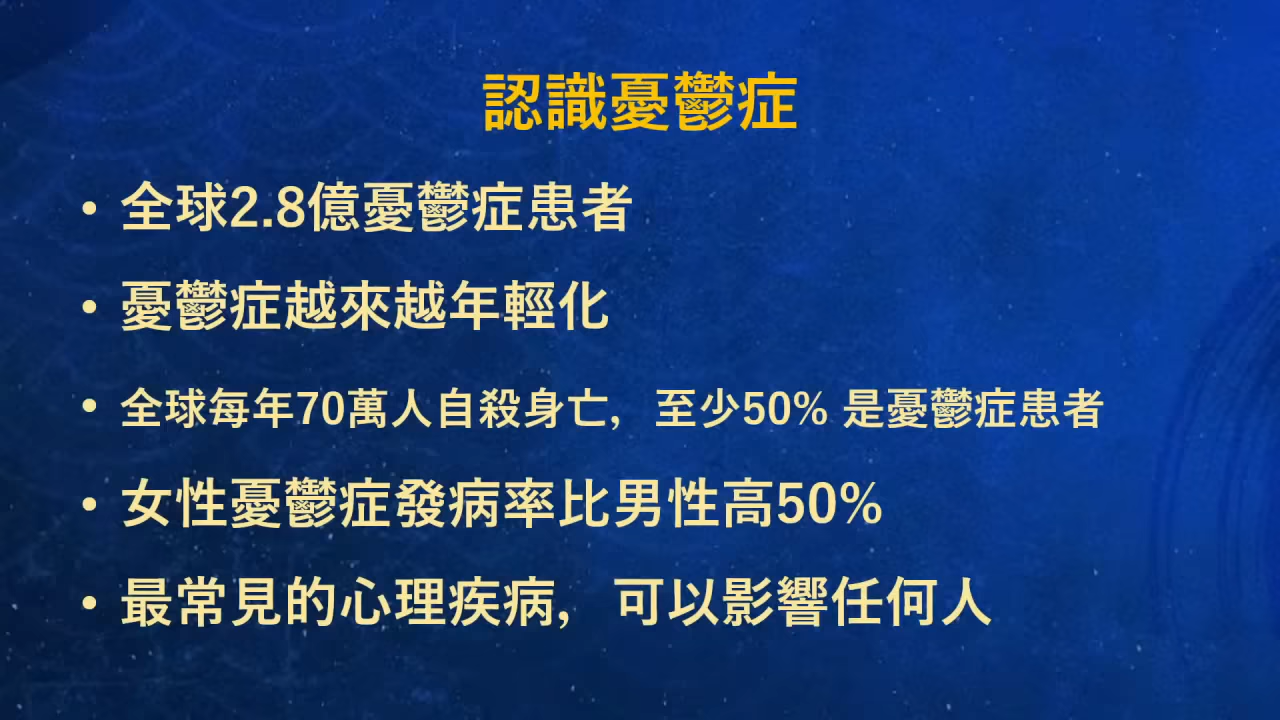 認識憂鬱症
• 全球2.8億憂鬱症患者
• 憂鬱症越來越年輕化
• 全球每年70萬人自殺身亡，至少50% 是憂鬱症患者
• 女性憂鬱症發病率比男性高50%
• 最常見的心理疾病，可以影響任何人